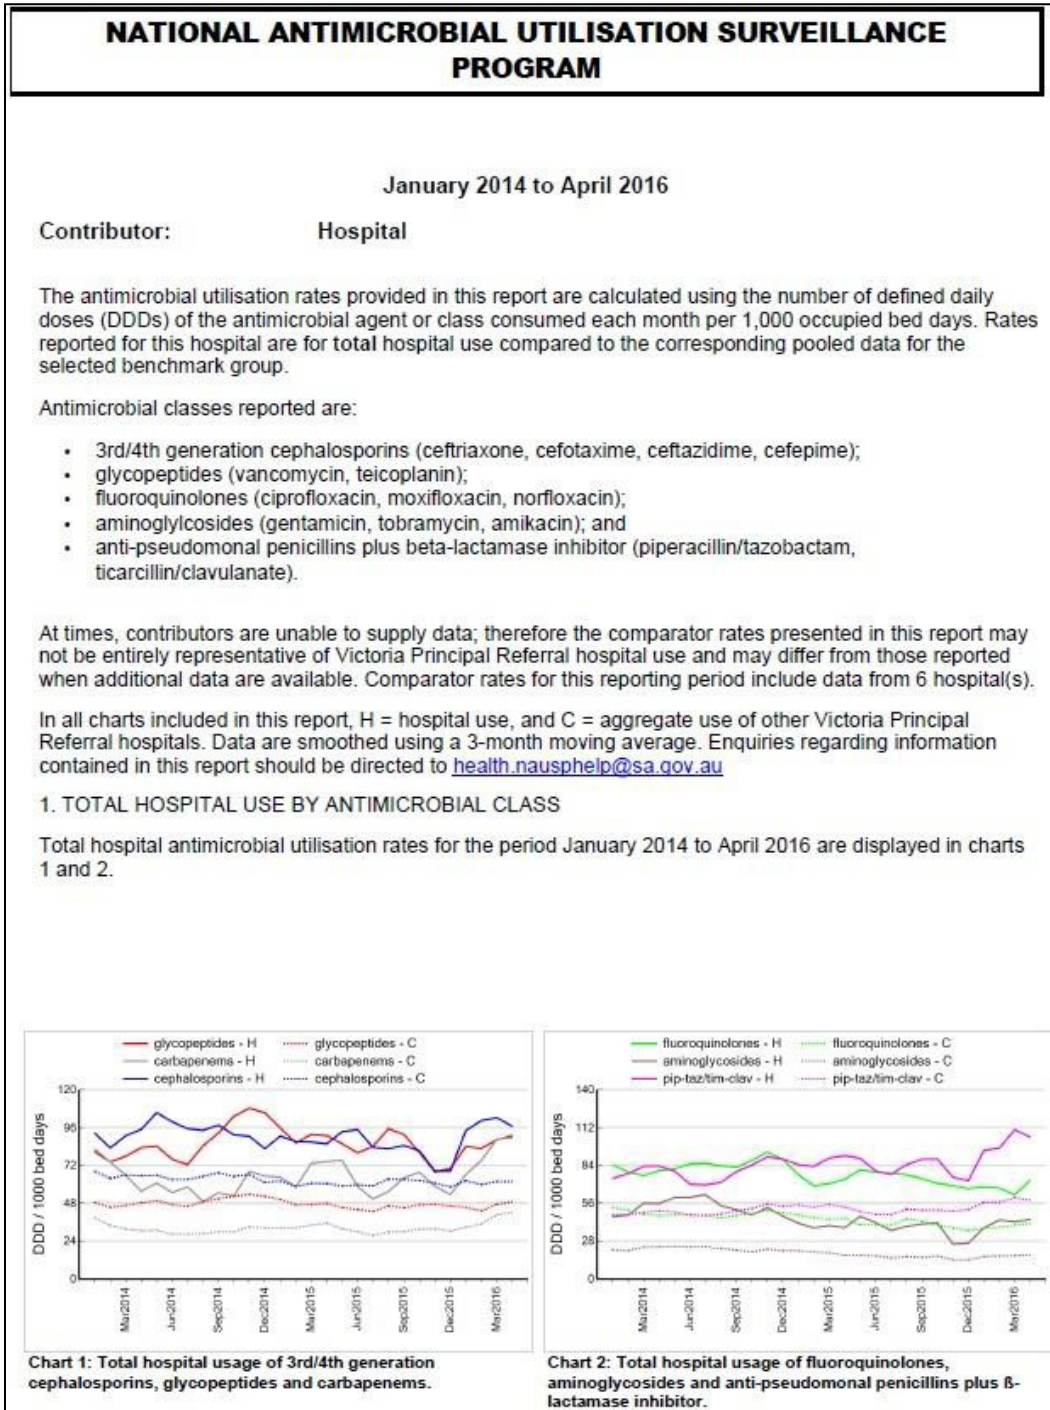 NATIONAL ANTIMICROBIAL UTILISATION SURVEILLANCE
PROGRAM
January 2014 to April 2016
Contributor: Hospital
The antimicrobial utilisation rates provided in this report are calculated using the number of defined daily
doses (DDDs) of the antimicrobial agent or class consumed each month per 1,000 occupied bed days. Rates
reported for this hospital are for total hospital use compared to the corresponding pooled data for the
selected benchmark group.
Antimicrobial classes reported are:
• 3rd/4th generation cephalosporins (ceftriaxone, cefotaxime, ceftazidime, cefepime);
• glycopeptides (vancomycin, teicoplanin);
• fluoroquinolones (ciprofloxacin, moxifloxacin, norfloxacin);
• aminoglylcosides (gentamicin, tobramycin, amikacin); and
• anti-pseudomonal penicillins plus beta-lactamase inhibitor (piperacillin/tazobactam,
ticarcillin/clavulanate).
At times, contributors are unable to supply data; therefore the comparator rates presented in this report may
not be entirely representative of Victoria Principal Referral hospital use and may differ from those reported
when additional data are available. Comparator rates for this reporting period include data from 6 hospital(s).
In all charts included in this report, H = hospital use, and C = aggregate use of other Victoria Principal
Referral hospitals. Data are smoothed using a 3-month moving average. Enquiries regarding information
contained in this report should be directed to health.nausphelp@sa.gov.au
1. TOTAL HOSPITAL USE BY ANTIMICROBIAL CLASS
Total hospital antimicrobial utilisation rates for the period January 2014 to April 2016 are displayed in charts
1 and 2.
glycopeptides - H glycopeptides - C
carbapenems - H carbapenems - C
cephalosporins - H cephalosporins - C
120
96
72
48
24
0
DDD / 1000 bed days
Mar2014 Jun2014 Sep2014 Dec2014 Mar2015 Jun2015 Sep2015 Dec2015 Mar2016
Chart 1: Total hospital usage of 3rd/4th generation
cephalosporins, glycopeptides and carbapenems.
fluoroquinolones - H fluoroquinolones - C
aminoglycosides - H aminoglycosides - C
pip-taz/tim-clav - H pip-taz/tim-clav - C
140
112
84
56
28
0
DDD / 1000 bed days
Mar2014 Jun2014 Sep2014 Dec2014 Mar2015 Jun2015 Sep2015 Dec2015 Mar2016
Chart 2: Total hospital usage of fluoroquinolones,
aminoglycosides and anti-pseudomonal penicillins plus ß-
lactamase inhibitor.